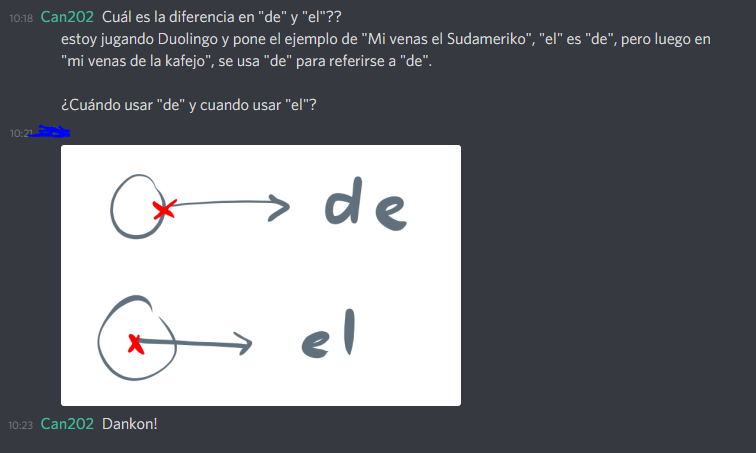 10:18 Can202 Cuál es la diferencia en "de" y "el"??
estoy jugando Duolingo y pone el ejemplo de "Mi venas el Sudameriko", "el" es "de", pero luego en
"mi venas de la kafejo", se usa "de" para referirse a "de".
¿Cuándo usar "de" y cuando usar "el"?
10:21
de
el
10:23 Can202 Dankon!